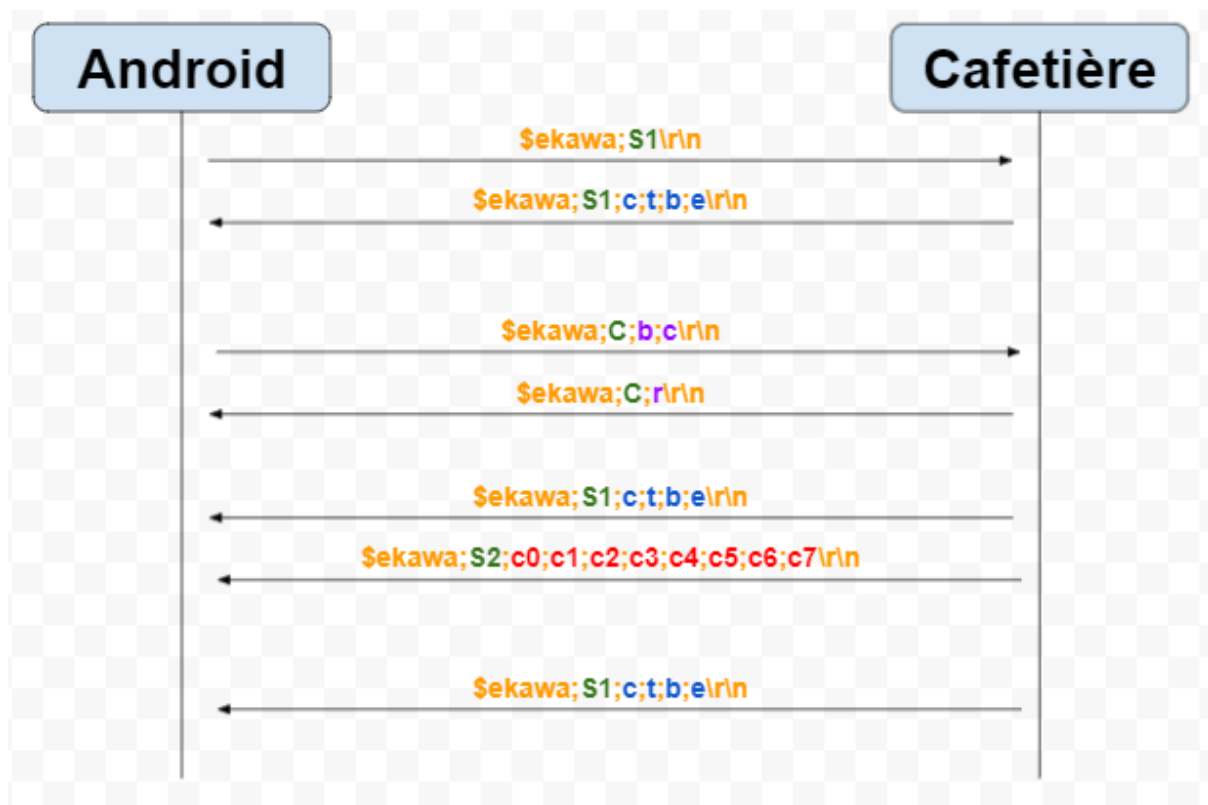 Android Cafetière
$ekawa;S1\r\n
$ekawa;S1;c;t;b;e\r\n
$ekawa;C;b;c\r\n
$ekawa;C;r\r\n
$ekawa;S1;c;t;b;e\r\n
$ekawa;S2;c0;c1;c2;c3;c4;c5;c6;c7\r\n
$ekawa;S1;c;t;b;e\r\n